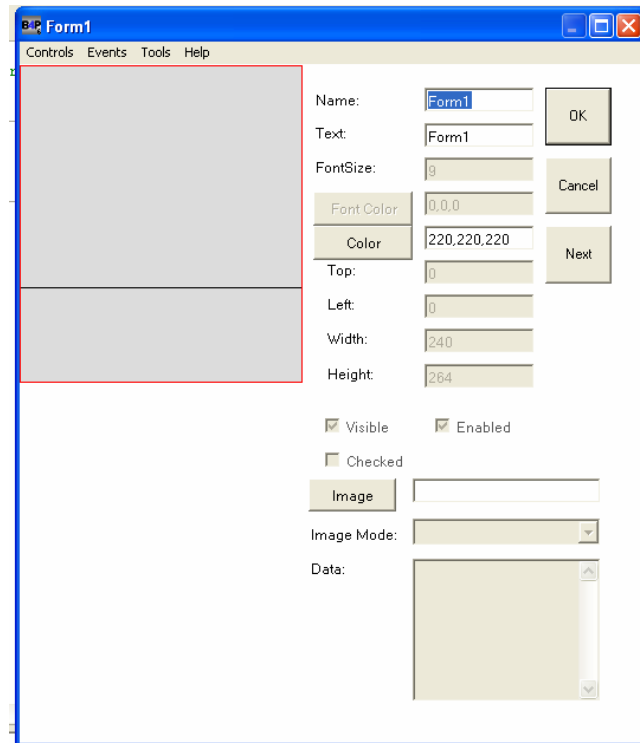 B4P Form1
Controls Events Tools Help
Name: Form1 OK
Text: Form1
FontSize: 9 Cancel
Font Color 0,0,0
Color 220,220,220 Next
Top: 0
Left: 0
Width: 240
Height: 264
Visible Enabled
Checked
Image
Image Mode:
Data: